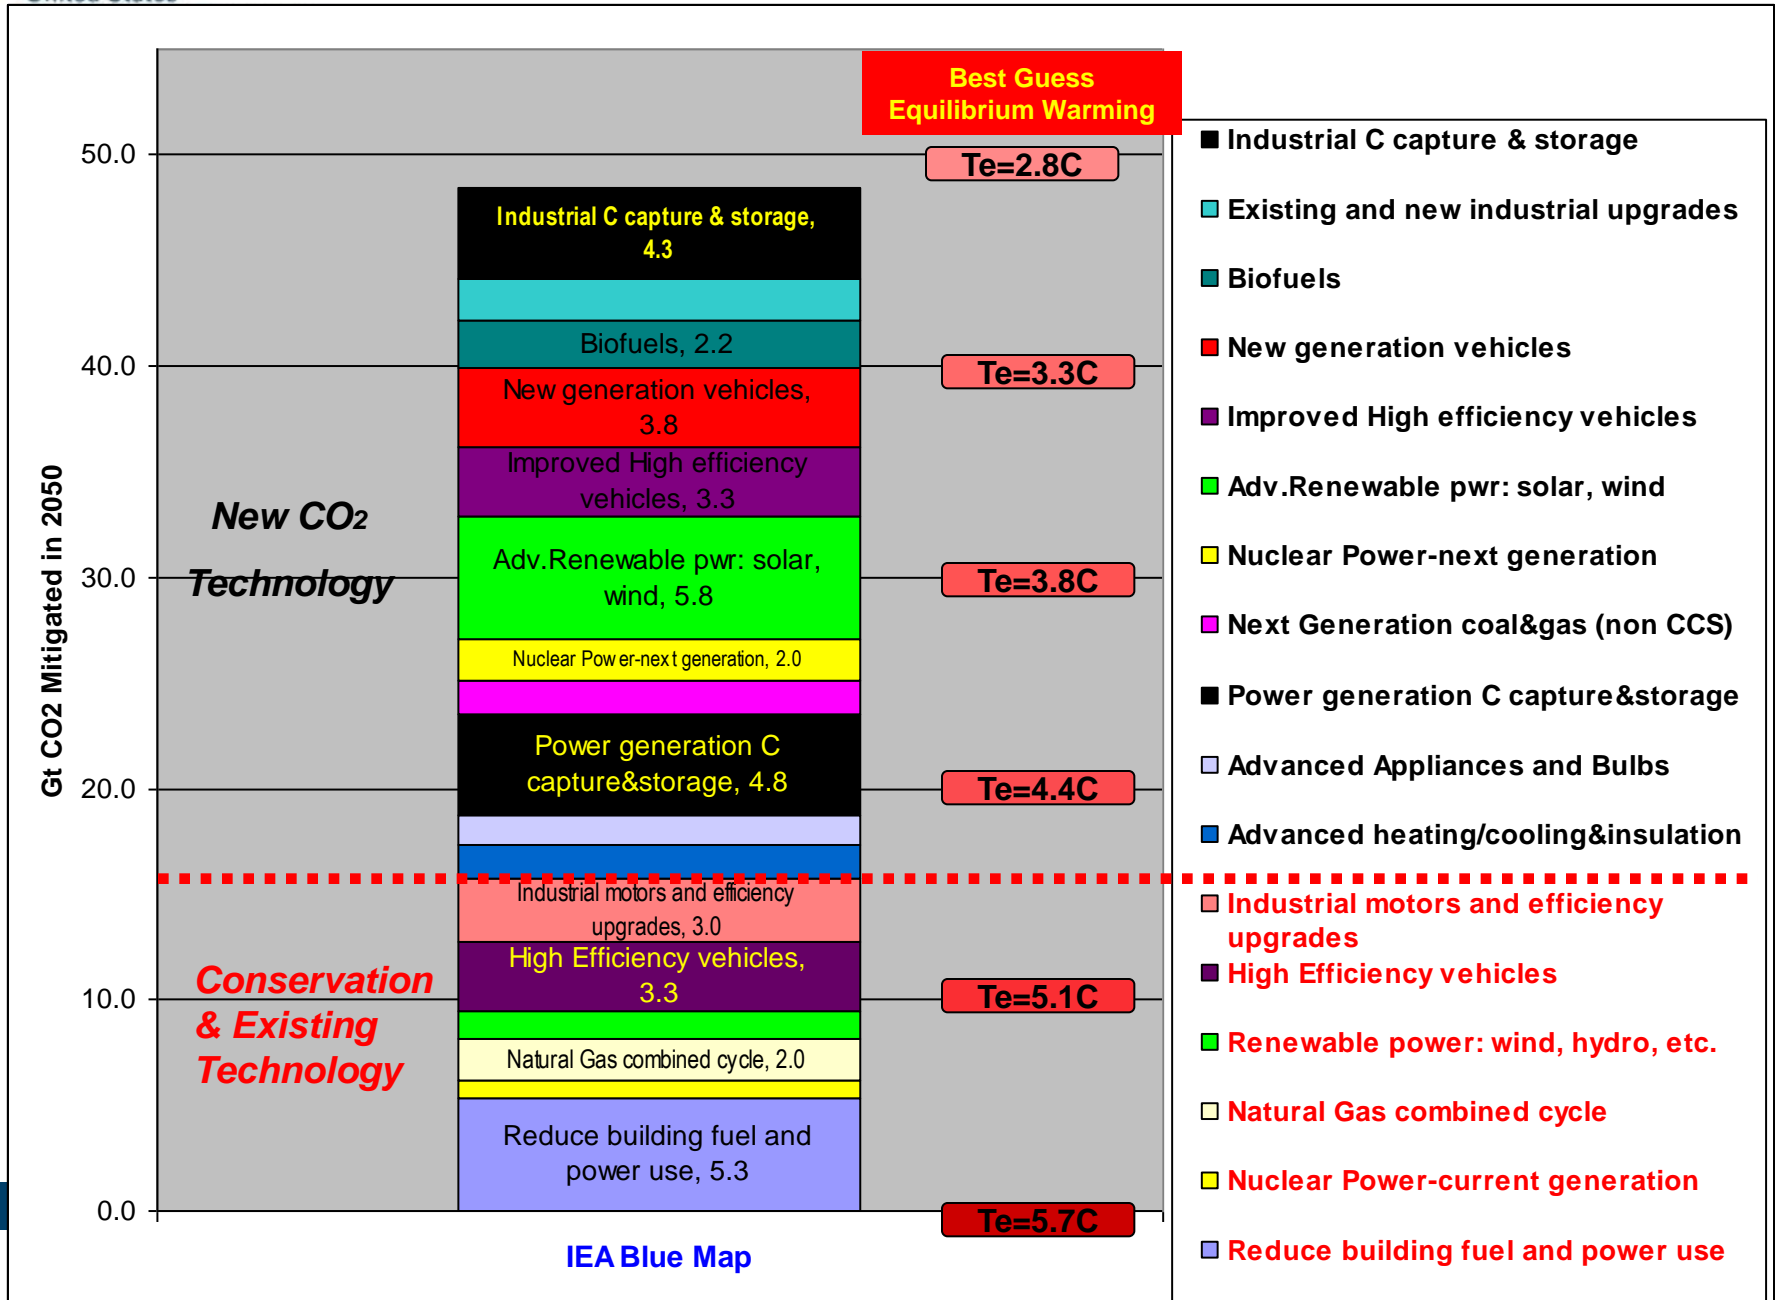 United States
Best Guess
Equilibrium Warming
50.0
40.0
30.0
20.0
10.0
0.0
Gt CO2 Mitigated in 2050
New CO2
Technology
Conservation
& Existing
Technology
Industrial C capture & storage,
4.3
Biofuels, 2.2
New generation vehicles,
3.8
Improved High efficiency
vehicles, 3.3
Adv.Renewable pwr: solar,
wind, 5.8
Nuclear Power-next generation, 2.0
Power generation C
capture&storage, 4.8
Industrial motors and efficiency
upgrades, 3.0
High Efficiency vehicles,
3.3
Natural Gas combined cycle, 2.0
Reduce building fuel and
power use, 5.3
IEA Blue Map
Te=2.8C
Te=3.3C
Te=3.8C
Te=4.4C
Te=5.1C
Te=5.7C
Industrial C capture & storage
Existing and new industrial upgrades
Biofuels
New generation vehicles
Improved High efficiency vehicles
Adv.Renewable pwr: solar, wind
Nuclear Power-next generation
Next Generation coal&gas (non CCS)
Power generation C capture&storage
Advanced Appliances and Bulbs
Advanced heating/cooling&insulation
Industrial motors and efficiency
upgrades
High Efficiency vehicles
Renewable power: wind, hydro, etc.
Natural Gas combined cycle
Nuclear Power-current generation
Reduce building fuel and power use